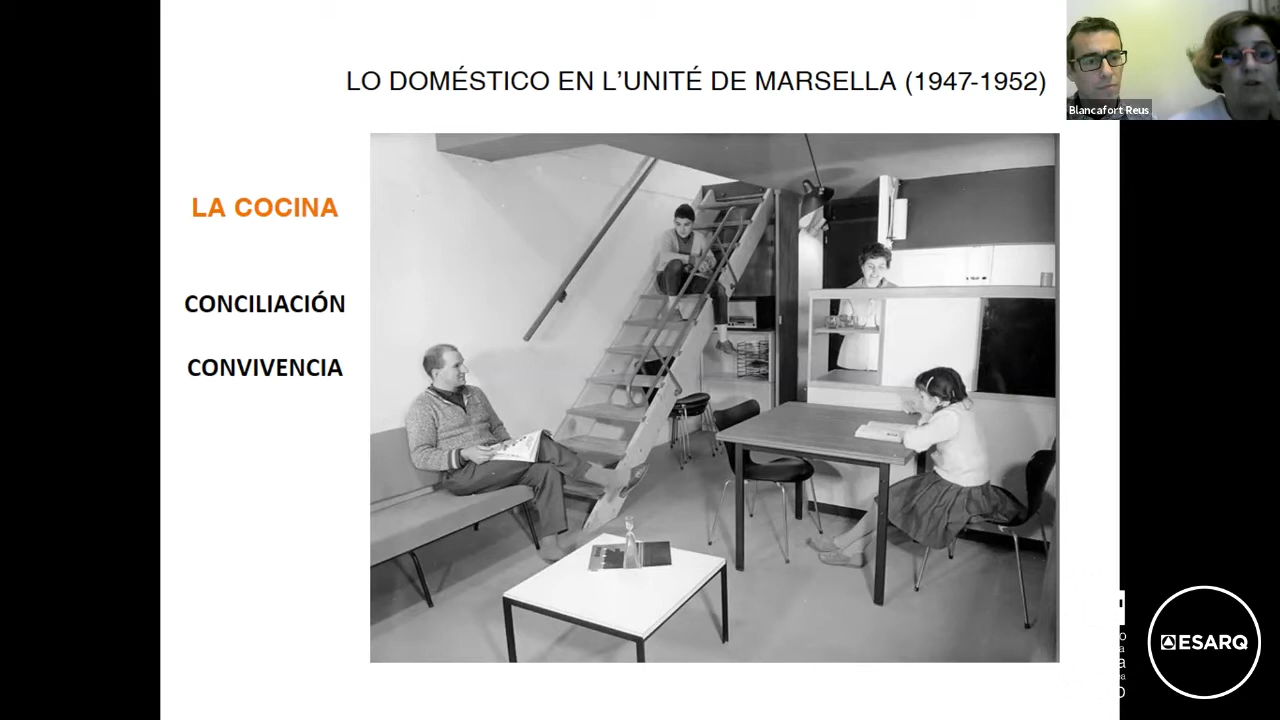 LO DOMÉSTICO EN L’UNITÉ DE MARSELLA (1947-1952)
Blancafort Reus
LA COCINA
CONCILIACIÓN
CONVIVENCIA
ESARQ